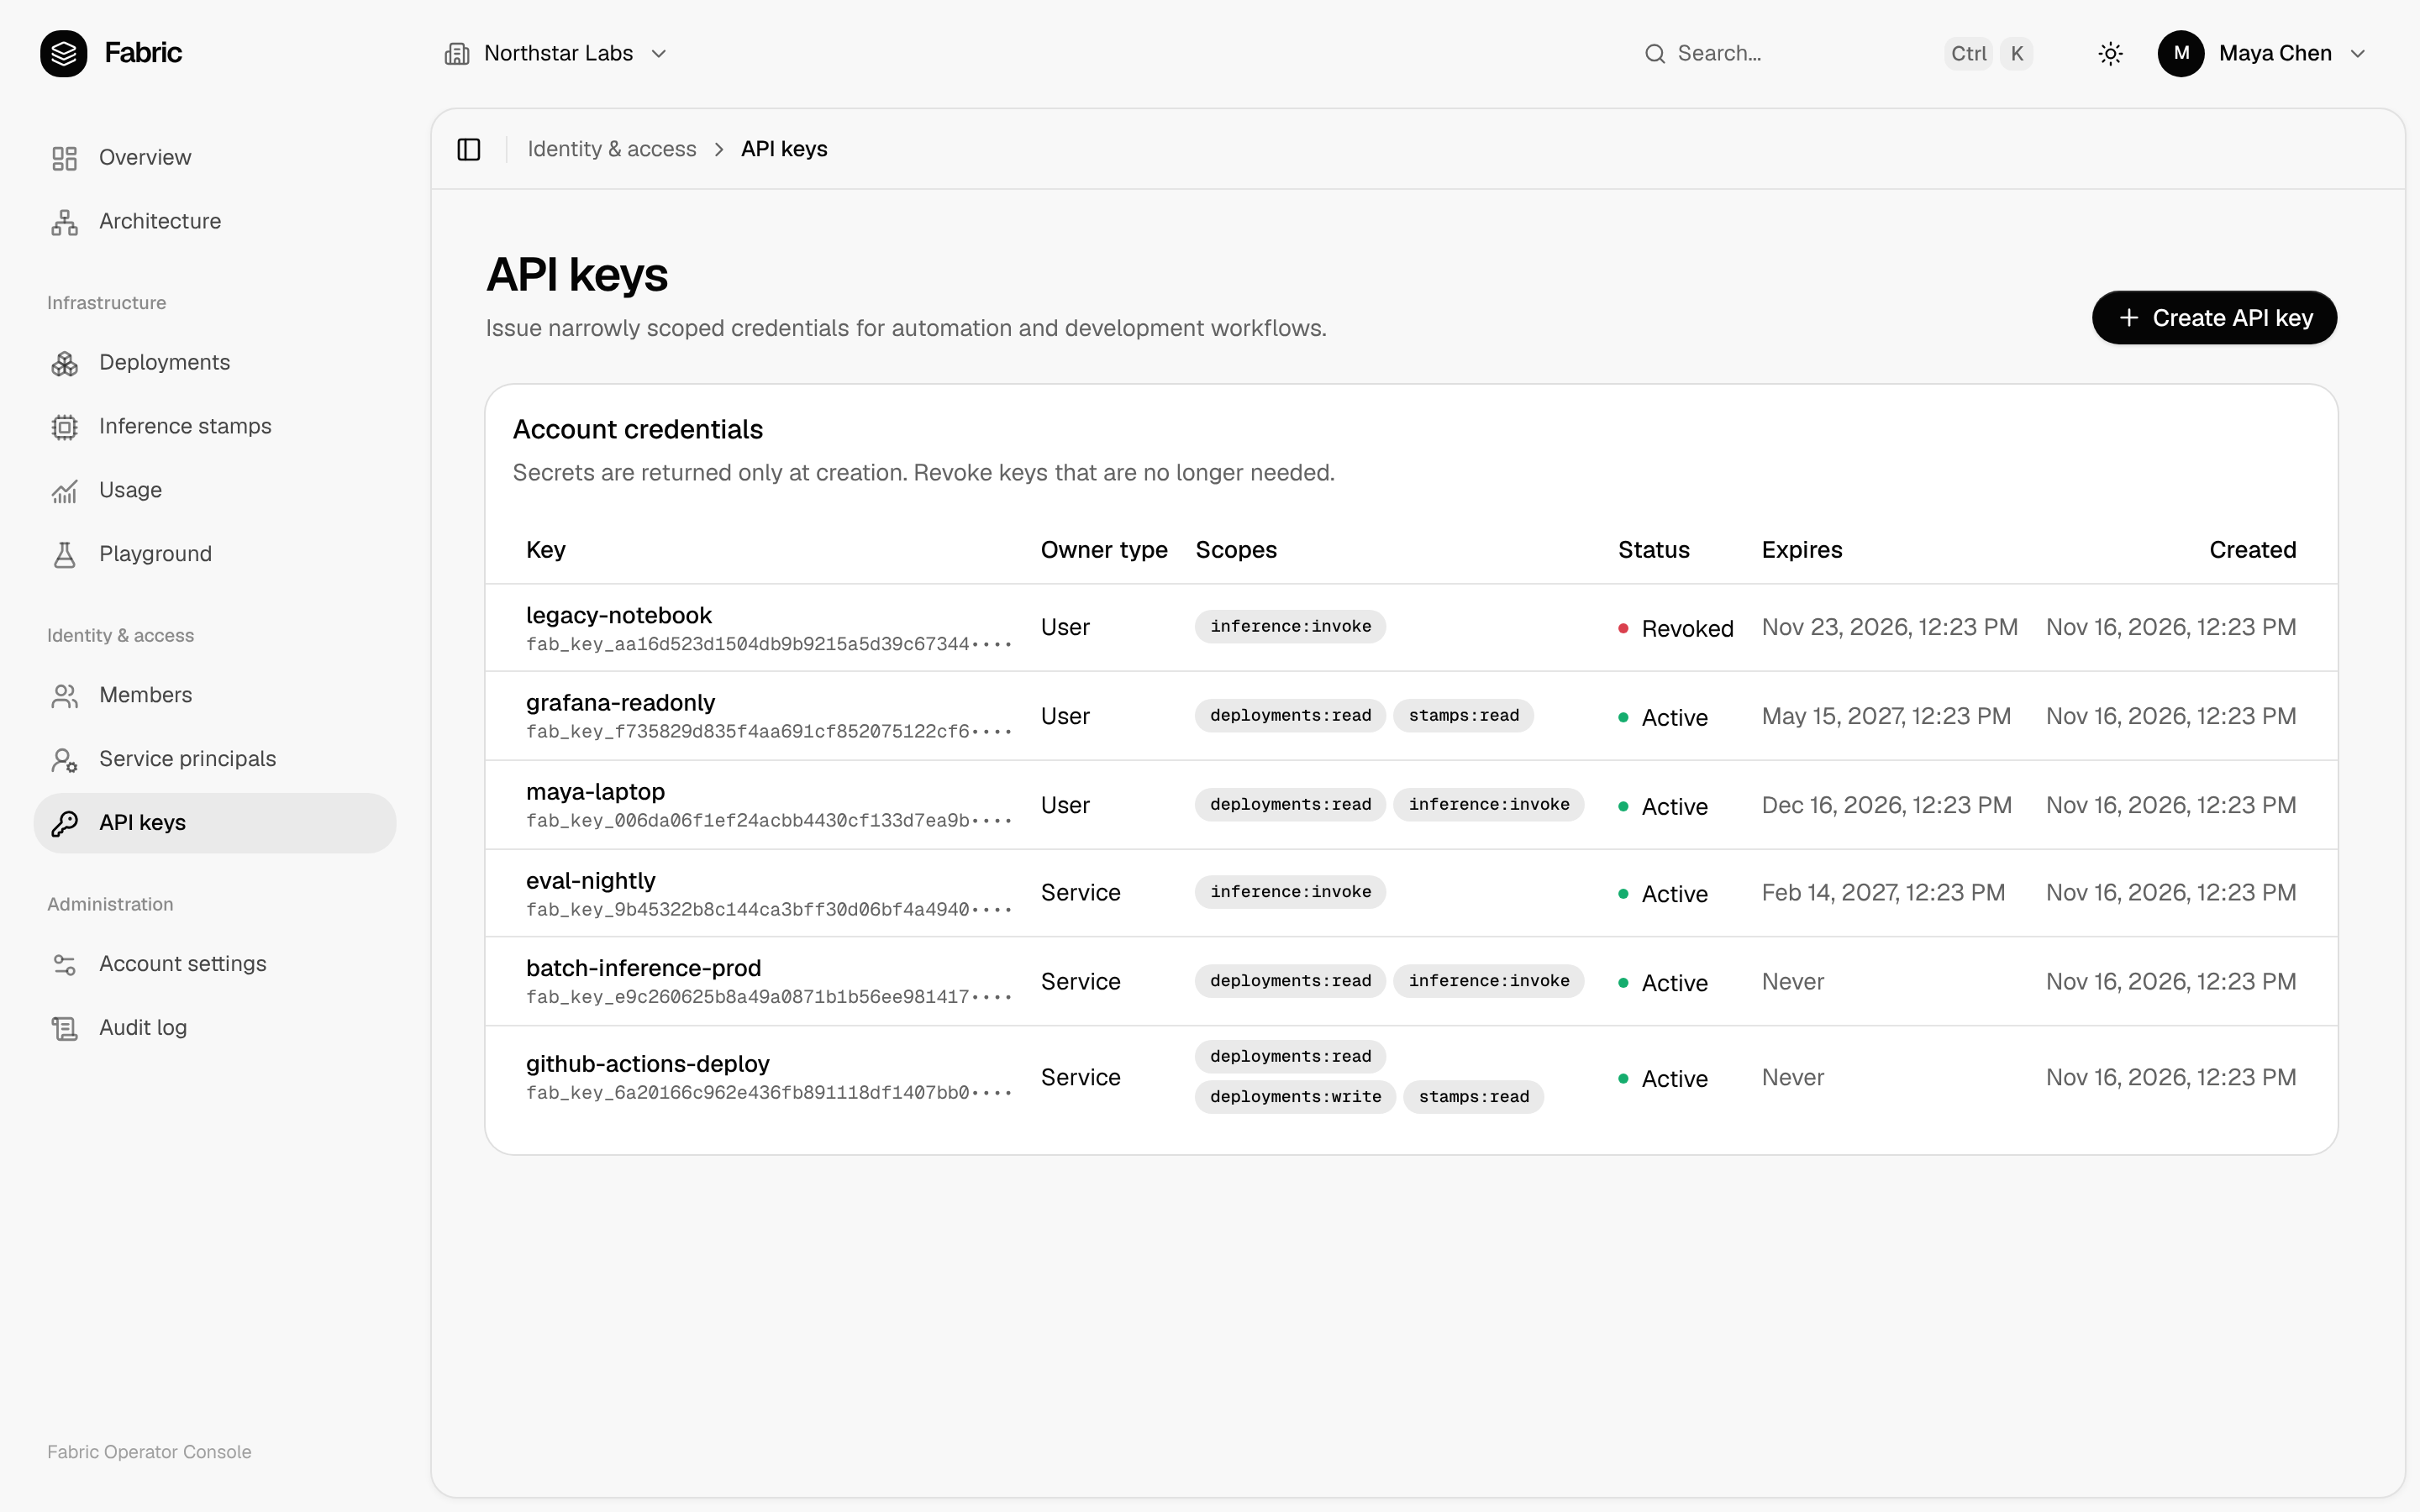 Fabric
Northstar Labs
Search...
Ctrl K
M
Maya Chen
Overview
Architecture
Infrastructure
Deployments
Inference stamps
Usage
Playground
Identity & access
Members
Service principals
API keys
Administration
Account settings
Audit log
Fabric Operator Console
Identity & access > API keys
API keys
Issue narrowly scoped credentials for automation and development workflows.
+ Create API key
Account credentials
Secrets are returned only at creation. Revoke keys that are no longer needed.
Key Owner type Scopes Status Expires Created
legacy-notebook
fab_key_aa16d523d1504db9b9215a5d39c67344••••
User inference:invoke Revoked Nov 23, 2026, 12:23 PM Nov 16, 2026, 12:23 PM
grafana-readonly
fab_key_f735829d835f4aa691cf852075122cf6••••
User deployments:read stamps:read Active May 15, 2027, 12:23 PM Nov 16, 2026, 12:23 PM
maya-laptop
fab_key_006da06f1ef24acbb4430cf133d7ea9b••••
User deployments:read inference:invoke Active Dec 16, 2026, 12:23 PM Nov 16, 2026, 12:23 PM
eval-nightly
fab_key_9b45322b8c144ca3bff30d06bf4a4940••••
Service inference:invoke Active Feb 14, 2027, 12:23 PM Nov 16, 2026, 12:23 PM
batch-inference-prod
fab_key_e9c260625b8a49a0871b1b56ee981417••••
Service deployments:read inference:invoke Active Never Nov 16, 2026, 12:23 PM
github-actions-deploy
fab_key_6a20166c962e436fb891118df1407bb0••••
Service deployments:read
deployments:write stamps:read Active Never Nov 16, 2026, 12:23 PM